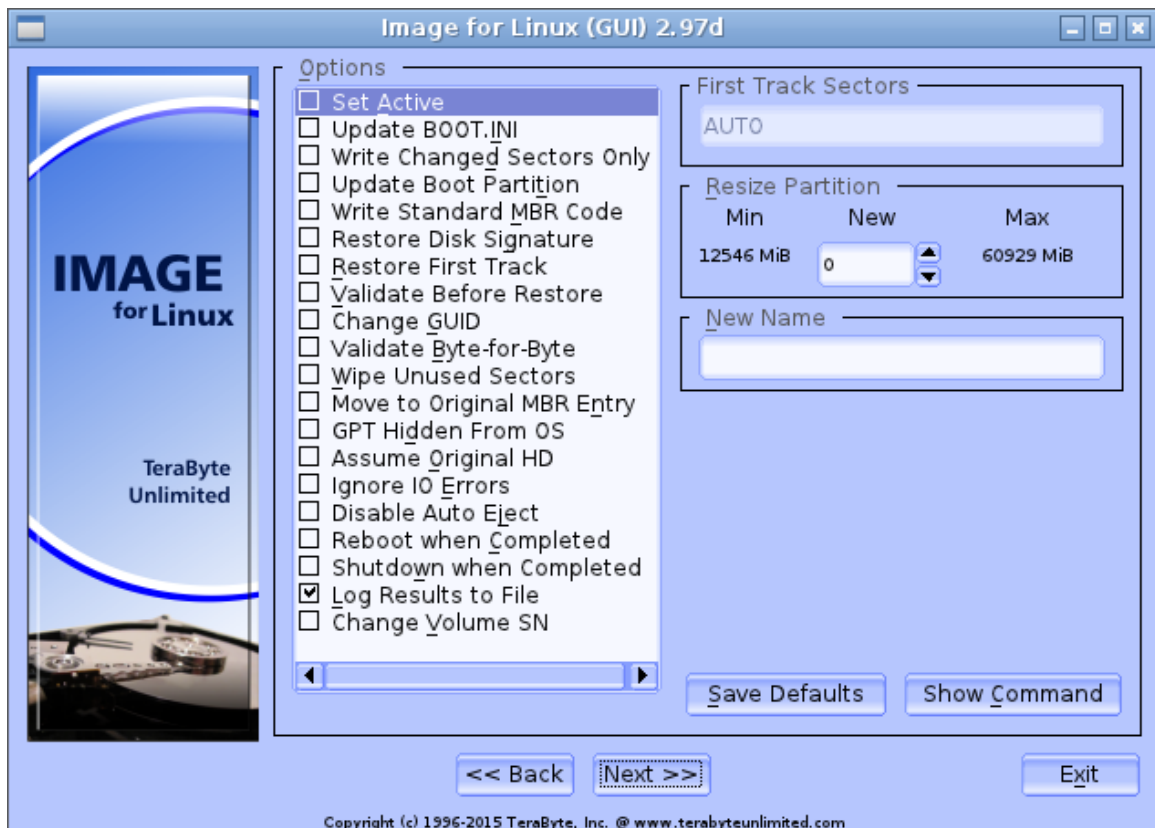 Image for Linux (GUI) 2.97d
IMAGE
for Linux
TeraByte
Unlimited
Options
Set Active
Update BOOT.INI
Write Changed Sectors Only
Update Boot Partition
Write Standard MBR Code
Restore Disk Signature
Restore First Track
Validate Before Restore
Change GUID
Validate Byte-for-Byte
Wipe Unused Sectors
Move to Original MBR Entry
GPT Hidden From OS
Assume Original HD
Ignore IO Errors
Disable Auto Eject
Reboot when Completed
Shutdown when Completed
Log Results to File
Change Volume SN
First Track Sectors
AUTO
Resize Partition
Min New Max
12546 MiB 0 60929 MiB
New Name
Save Defaults Show Command
<< Back Next >> Exit
Copyright (c) 1996-2015 TeraByte, Inc. @ www.terabyteunlimited.com